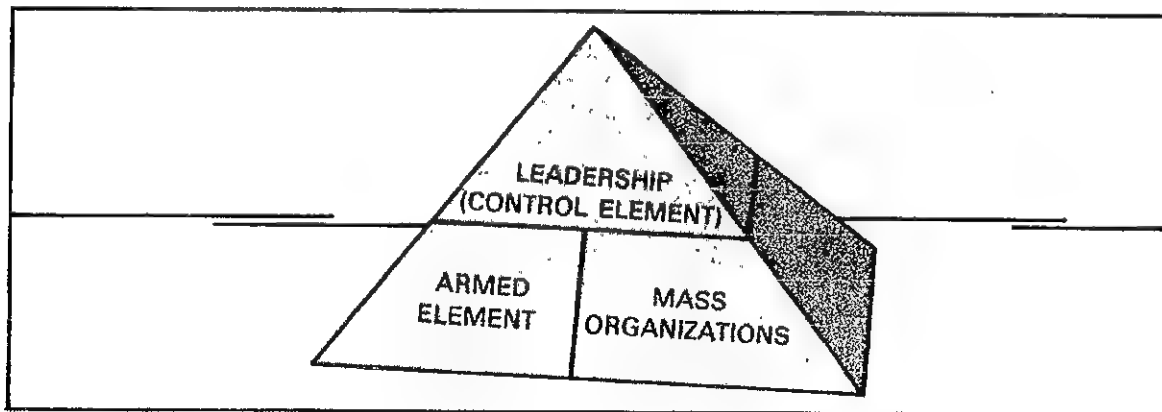 LEADERSHIP
(CONTROL ELEMENT)
ARMED
ELEMENT
MASS
ORGANIZATIONS